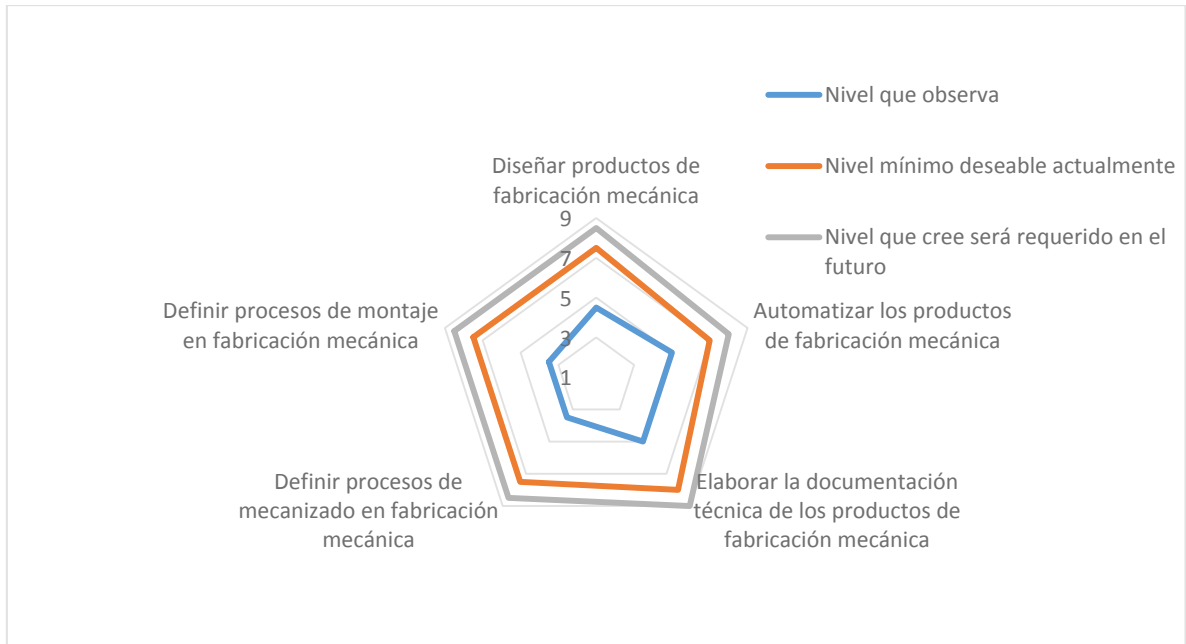 Nivel que observa
Nivel mínimo deseable actualmente
Nivel que cree será requerido en el
futuro
Diseñar productos de
fabricación mecánica
9
7
5
3
1
Automatizar los productos
de fabricación mecánica
Elaborar la documentación
técnica de los productos de
fabricación mecánica
Definir procesos de
mecanizado en fabricación
mecánica
Definir procesos de montaje
en fabricación mecánica